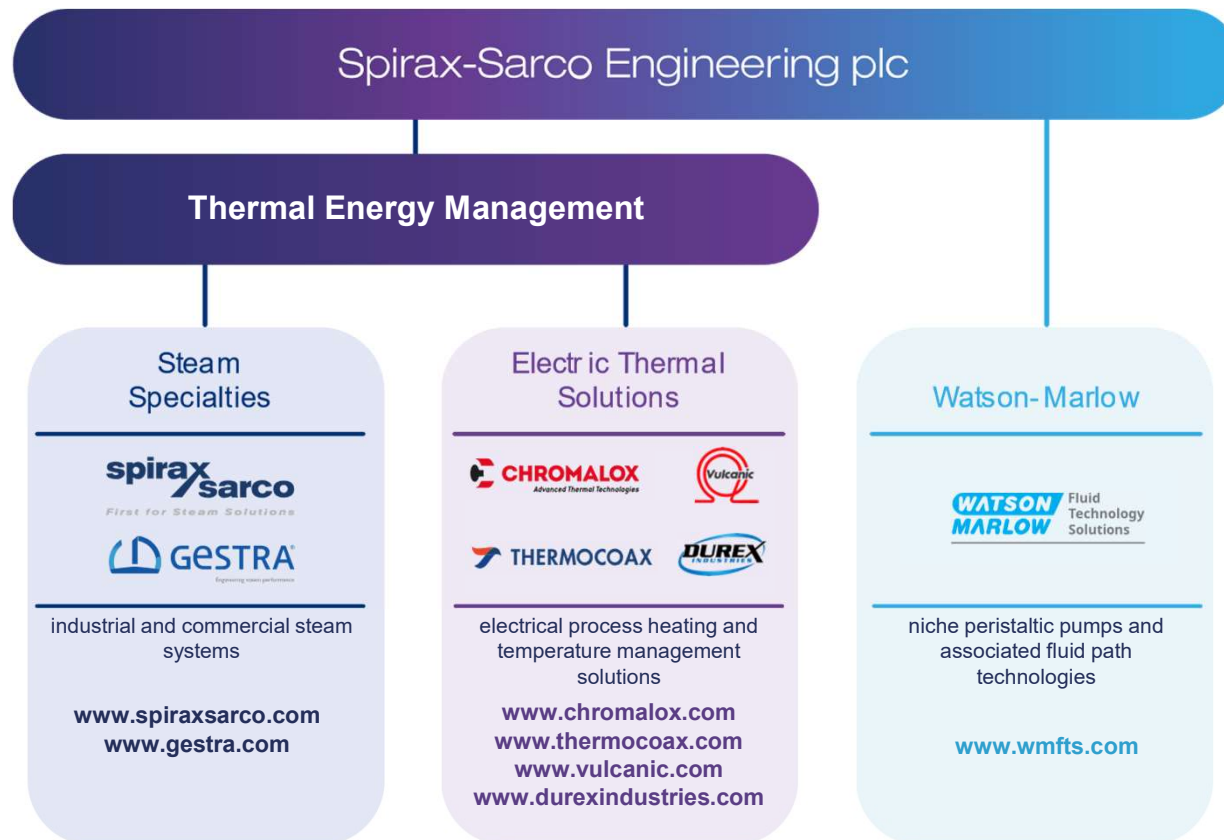 Spirax-Sarco Engineering plc
Thermal Energy Management
Steam
Specialties
spirax
sarco
First for Steam Solutions
GESTRA®
Engineering steam performance
industrial and commercial steam
systems
www.spiraxsarco.com
www.gestra.com
Electric Thermal
Solutions
CHROMALOX
Advanced Thermal Technologies
Vulcanic
THERMOCOAX
DUREX
INDUSTRIES
electrical process heating and
temperature management
solutions
www.chromalox.com
www.thermocoax.com
www.vulcanic.com
www.durexindustries.com
Watson-Marlow
WATSON
MARLOW
Fluid
Technology
Solutions
niche peristaltic pumps and
associated fluid path
technologies
www.wmfts.com